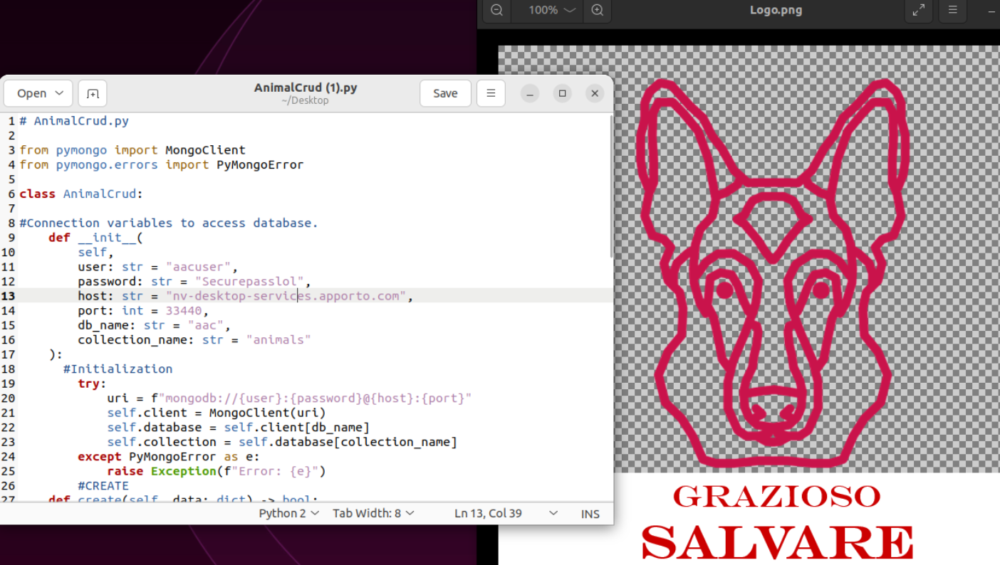 100%
Logo.png
Open
AnimalCrud (1).py
~/Desktop
Save
1 # AnimalCrud.py
2
3 from pymongo import MongoClient
4 from pymongo.errors import PyMongoError
5
6 class AnimalCrud:
7
8 #Connection variables to access database.
9     def __init__(
10         self,
11         user: str = "aacuser",
12         password: str = "Securepasslol",
13         host: str = "nv-desktop-services.apporto.com",
14         port: int = 33440,
15         db_name: str = "aac",
16         collection_name: str = "animals"
17     ):
18       #Initialization
19         try:
20             uri = f"mongodb://{user}:{password}@{host}:{port}"
21             self.client = MongoClient(uri)
22             self.database = self.client[db_name]
23             self.collection = self.database[collection_name]
24         except PyMongoError as e:
25             raise Exception(f"Error: {e}")
26         #CREATE
27     def create(self, data: dict) -> bool:
Python 2 Tab Width: 8 Ln 13, Col 39 INS
GRAZIOSO
SALVARE